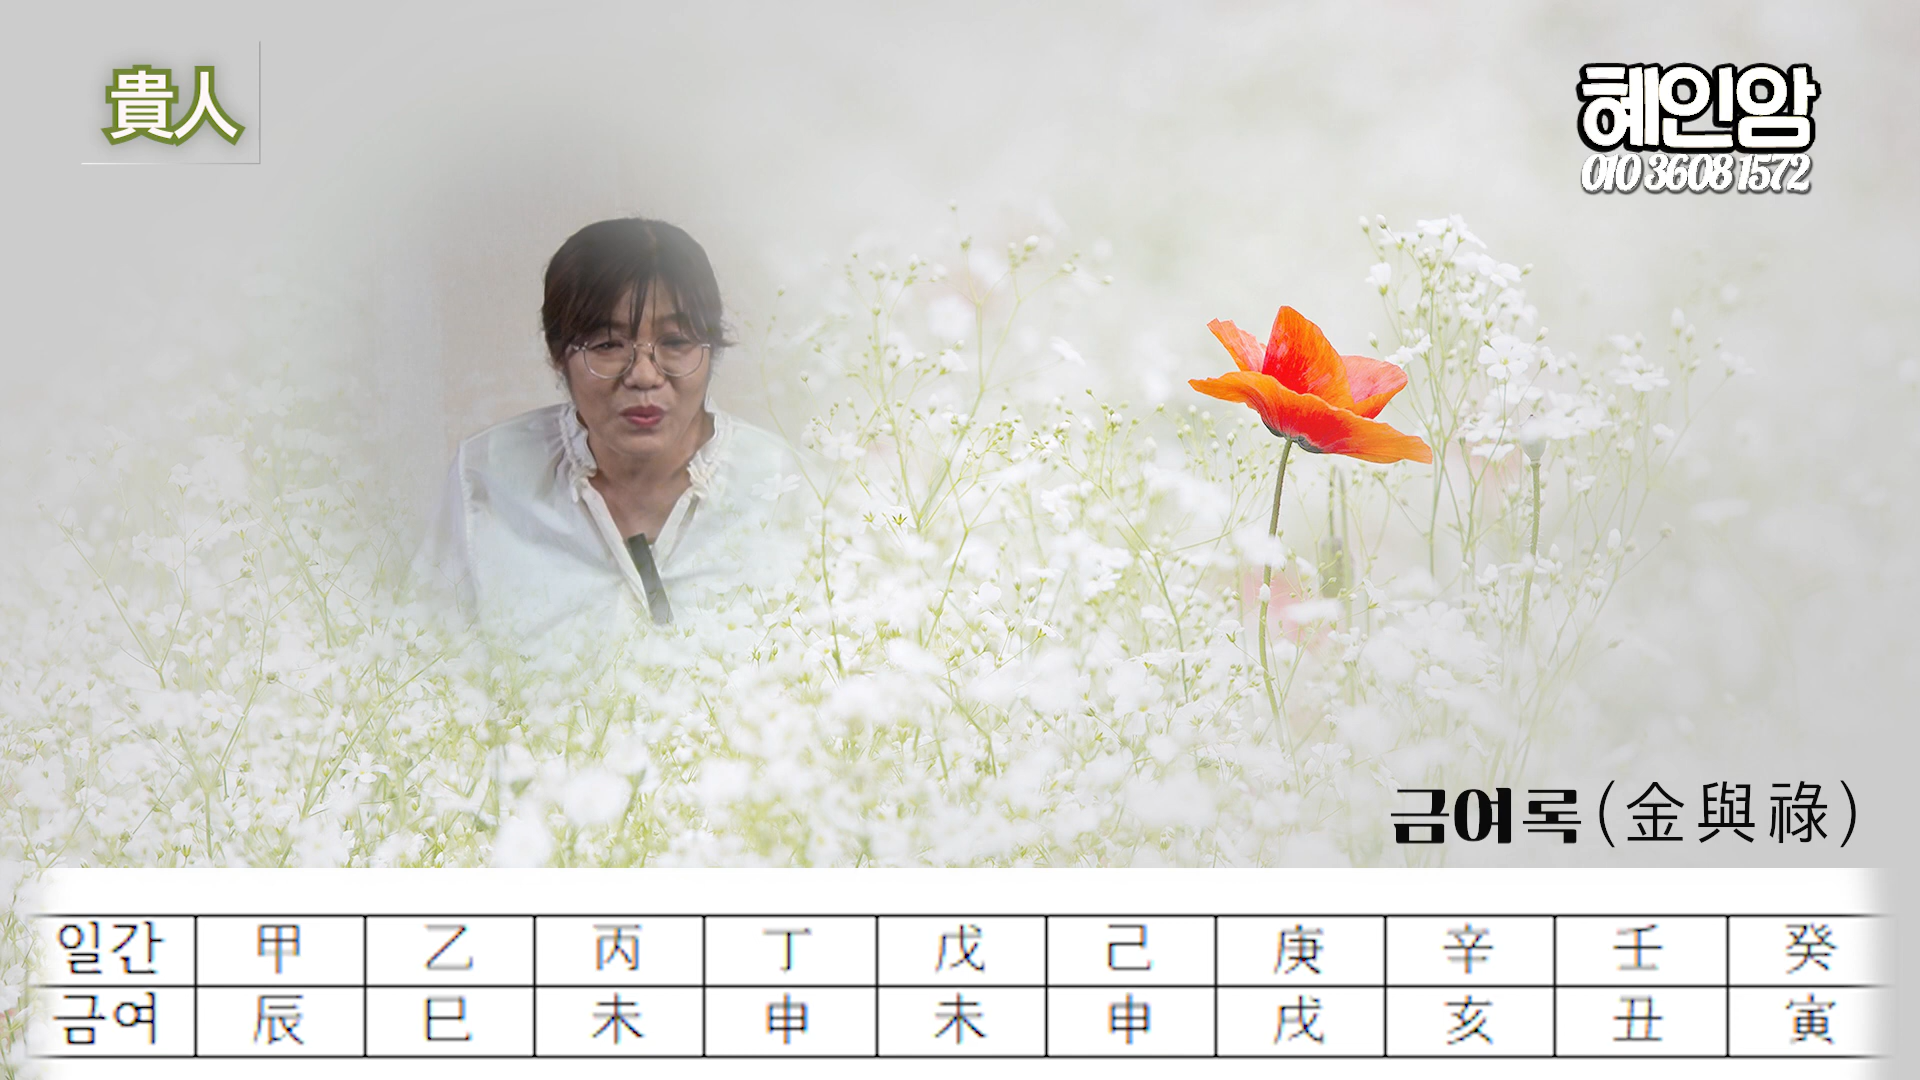 貴人
혜인암
010 3608 1572
금여록(金與祿)
일간 甲 乙 丙 丁 戊 己 庚 辛 壬 癸
금여 辰 巳 未 申 未 申 戌 亥 丑 寅